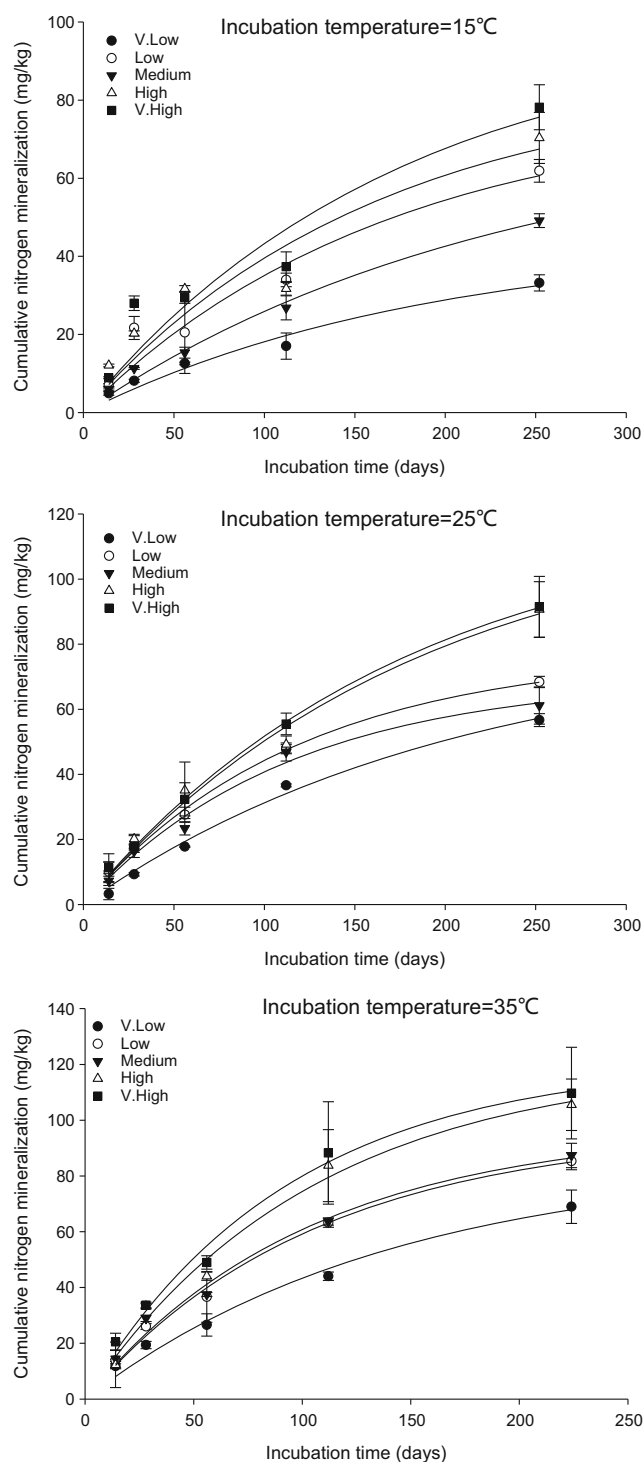 Incubation temperature=15℃
V.Low
Low
Medium
High
V.High
Cumulative nitrogen mineralization (mg/kg)
100
80
60
40
20
0
0 50 100 150 200 250 300
Incubation time (days)
Incubation temperature=25℃
V.Low
Low
Medium
High
V.High
Cumulative nitrogen mineralization (mg/kg)
120
100
80
60
40
20
0
0 50 100 150 200 250 300
Incubation time (days)
Incubation temperature=35℃
V.Low
Low
Medium
High
V.High
Cumulative nitrogen mineralization (mg/kg)
140
120
100
80
60
40
20
0
0 50 100 150 200 250
Incubation time (days)